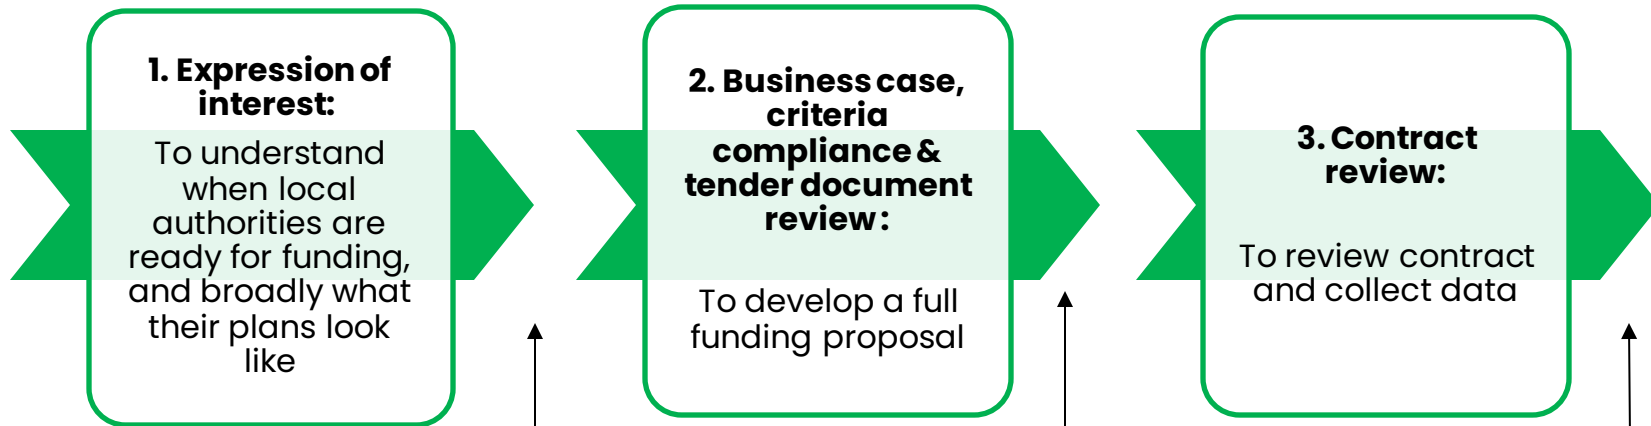 1. Expression of
interest:
To understand
when local
authorities are
ready for funding,
and broadly what
their plans look
like
2. Business case,
criteria
compliance &
tender document
review:
To develop a full
funding proposal
3. Contract
review:
To review contract
and collect data